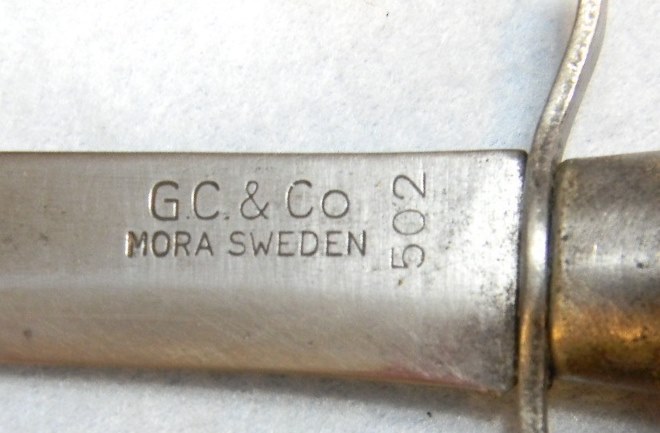 G.C. & Co
MORA SWEDEN
502